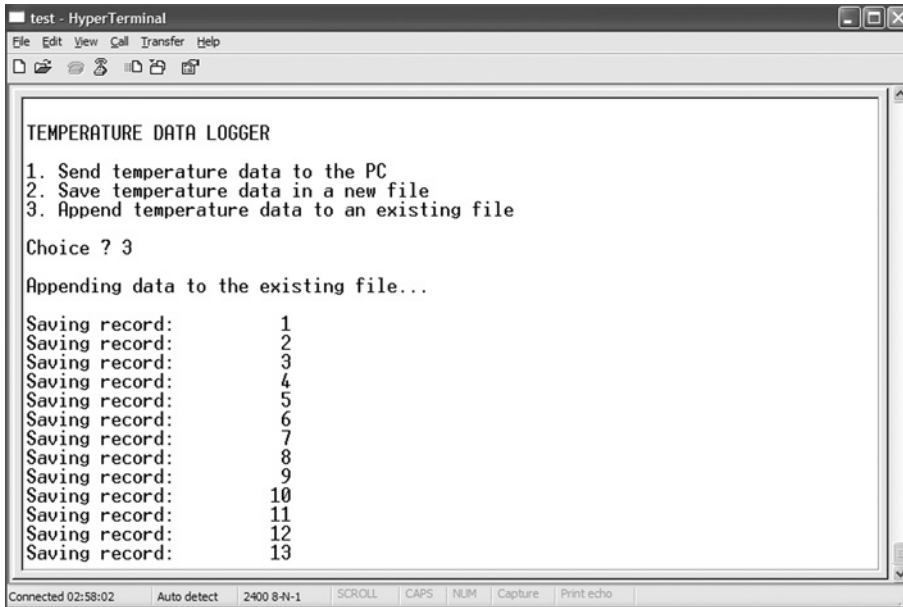 test - HyperTerminal
File Edit View Call Transfer Help
TEMPERATURE DATA LOGGER
1. Send temperature data to the PC
2. Save temperature data in a new file
3. Append temperature data to an existing file
Choice ? 3
Appending data to the existing file...
Saving record: 1
Saving record: 2
Saving record: 3
Saving record: 4
Saving record: 5
Saving record: 6
Saving record: 7
Saving record: 8
Saving record: 9
Saving record: 10
Saving record: 11
Saving record: 12
Saving record: 13
Connected 02:58:02 Auto detect 2400 8-N-1 SCROLL CAPS NUM Capture Print echo